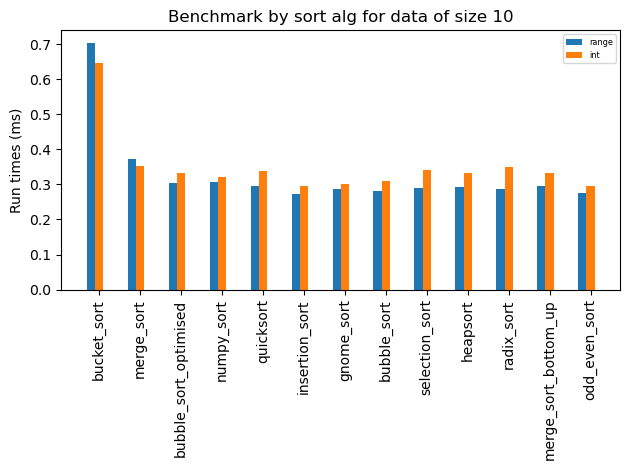 Benchmark by sort alg for data of size 10
range
int
Run times (ms)
0.7
0.6
0.5
0.4
0.3
0.2
0.1
0.0
bucket_sort
merge_sort
bubble_sort_optimised
numpy_sort
quicksort
insertion_sort
gnome_sort
bubble_sort
selection_sort
heapsort
radix_sort
merge_sort_bottom_up
odd_even_sort